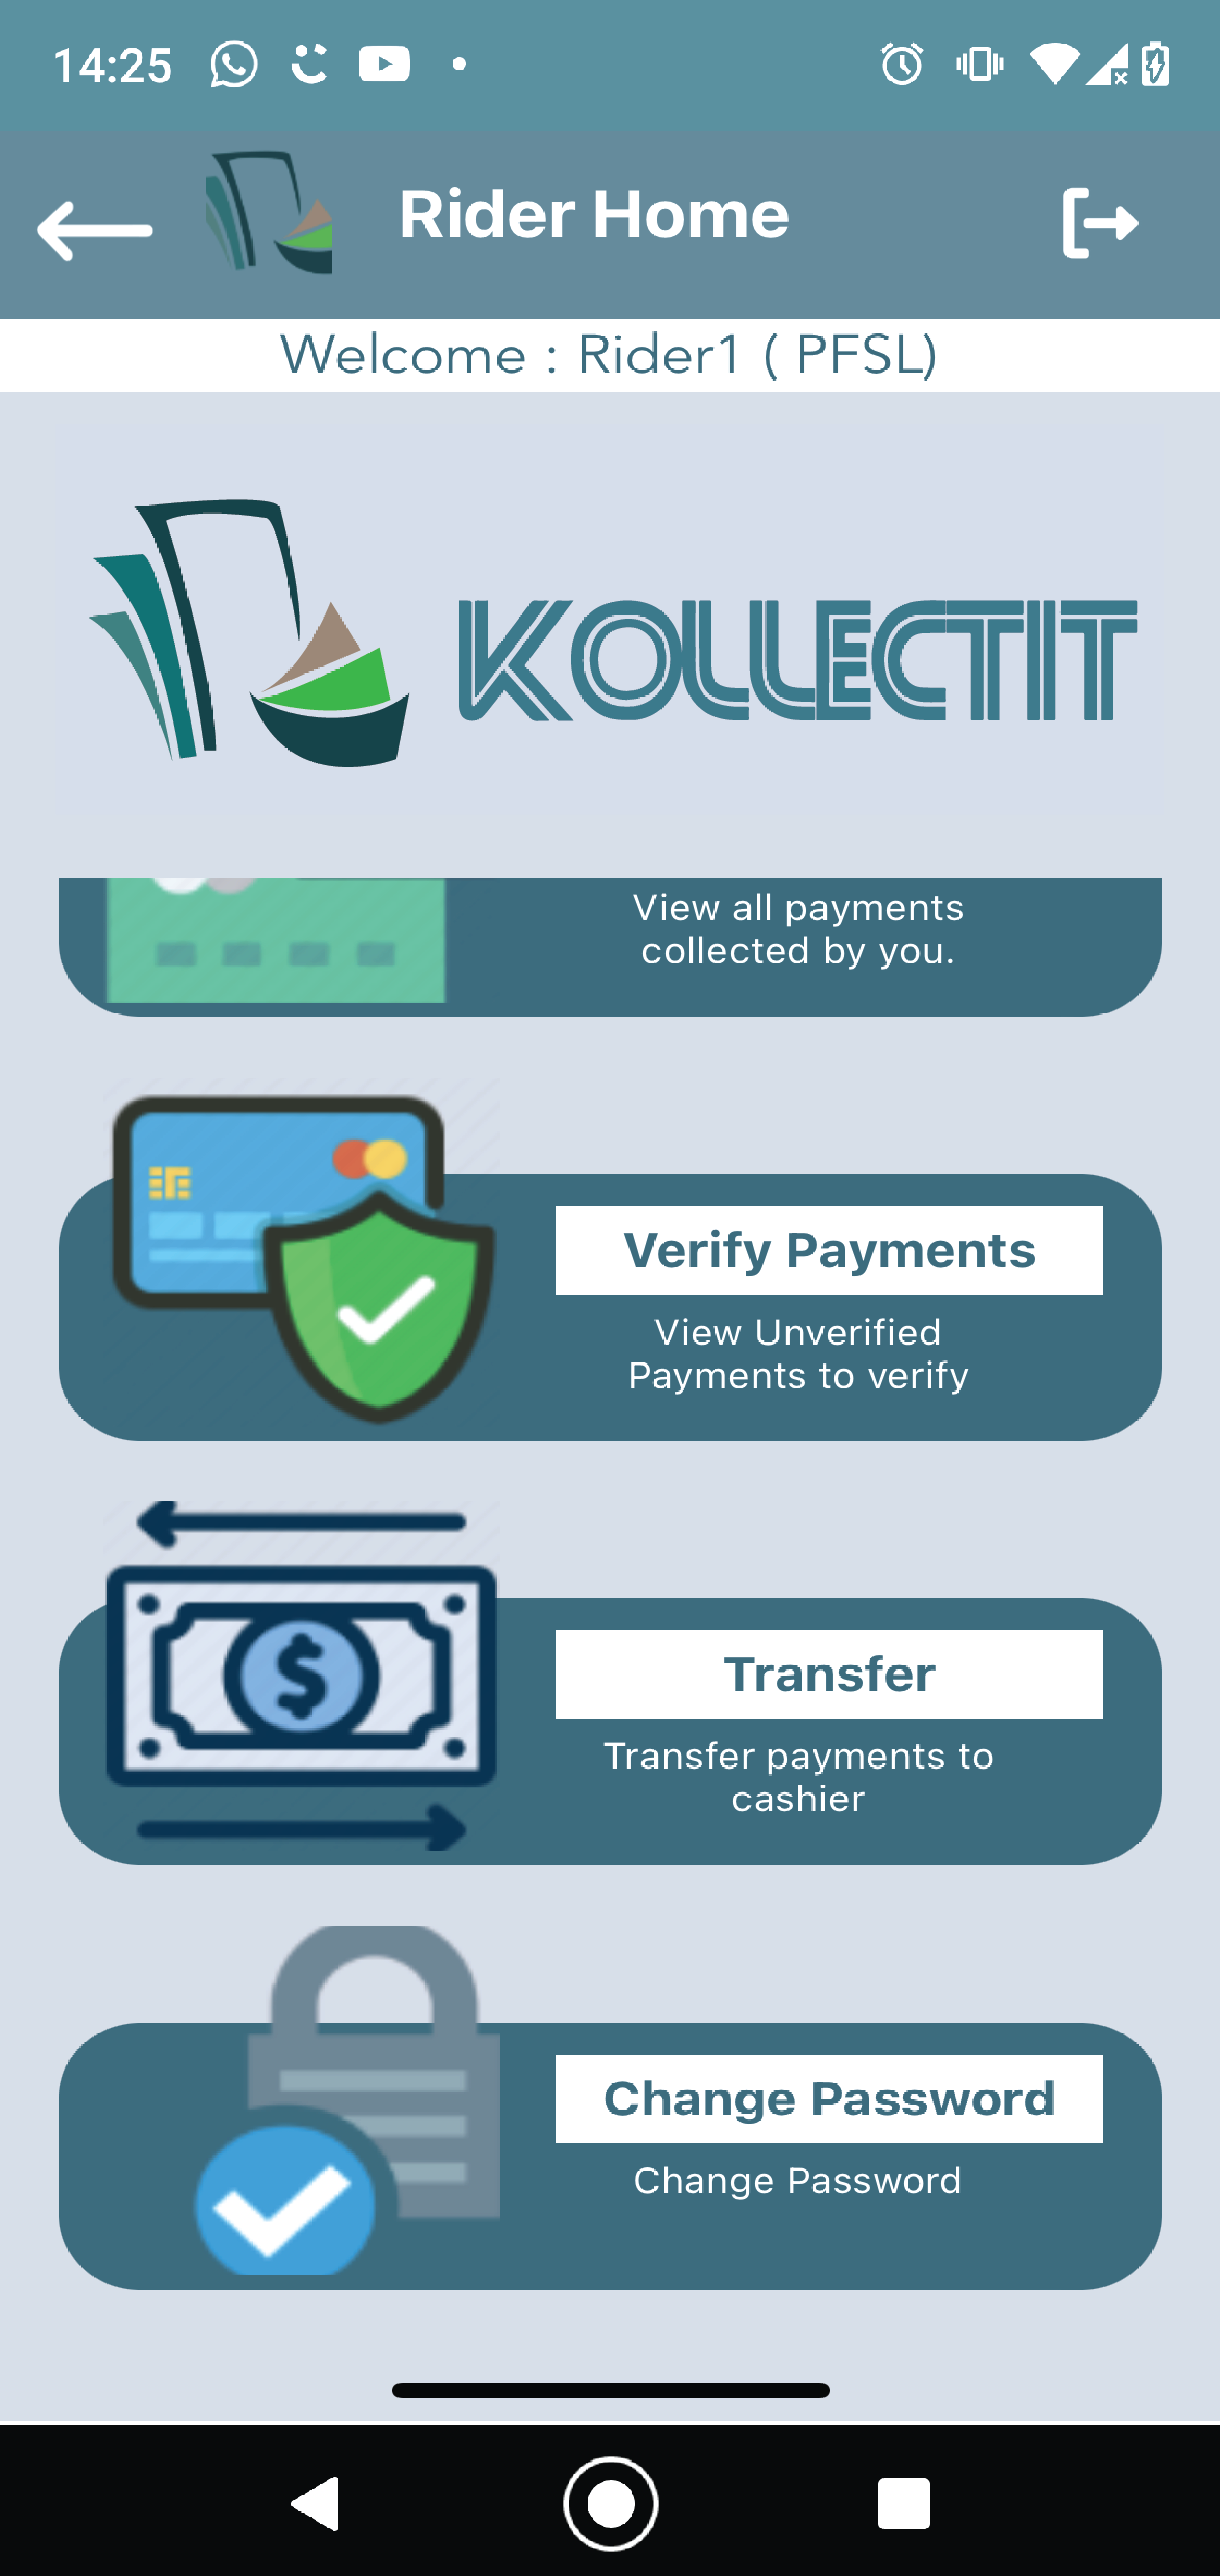 14:25
Rider Home
Welcome : Rider1 ( PFSL)
KOLLECTIT
View all payments
collected by you.
Verify Payments
View Unverified
Payments to verify
$
Transfer
Transfer payments to
cashier
Change Password
Change Password